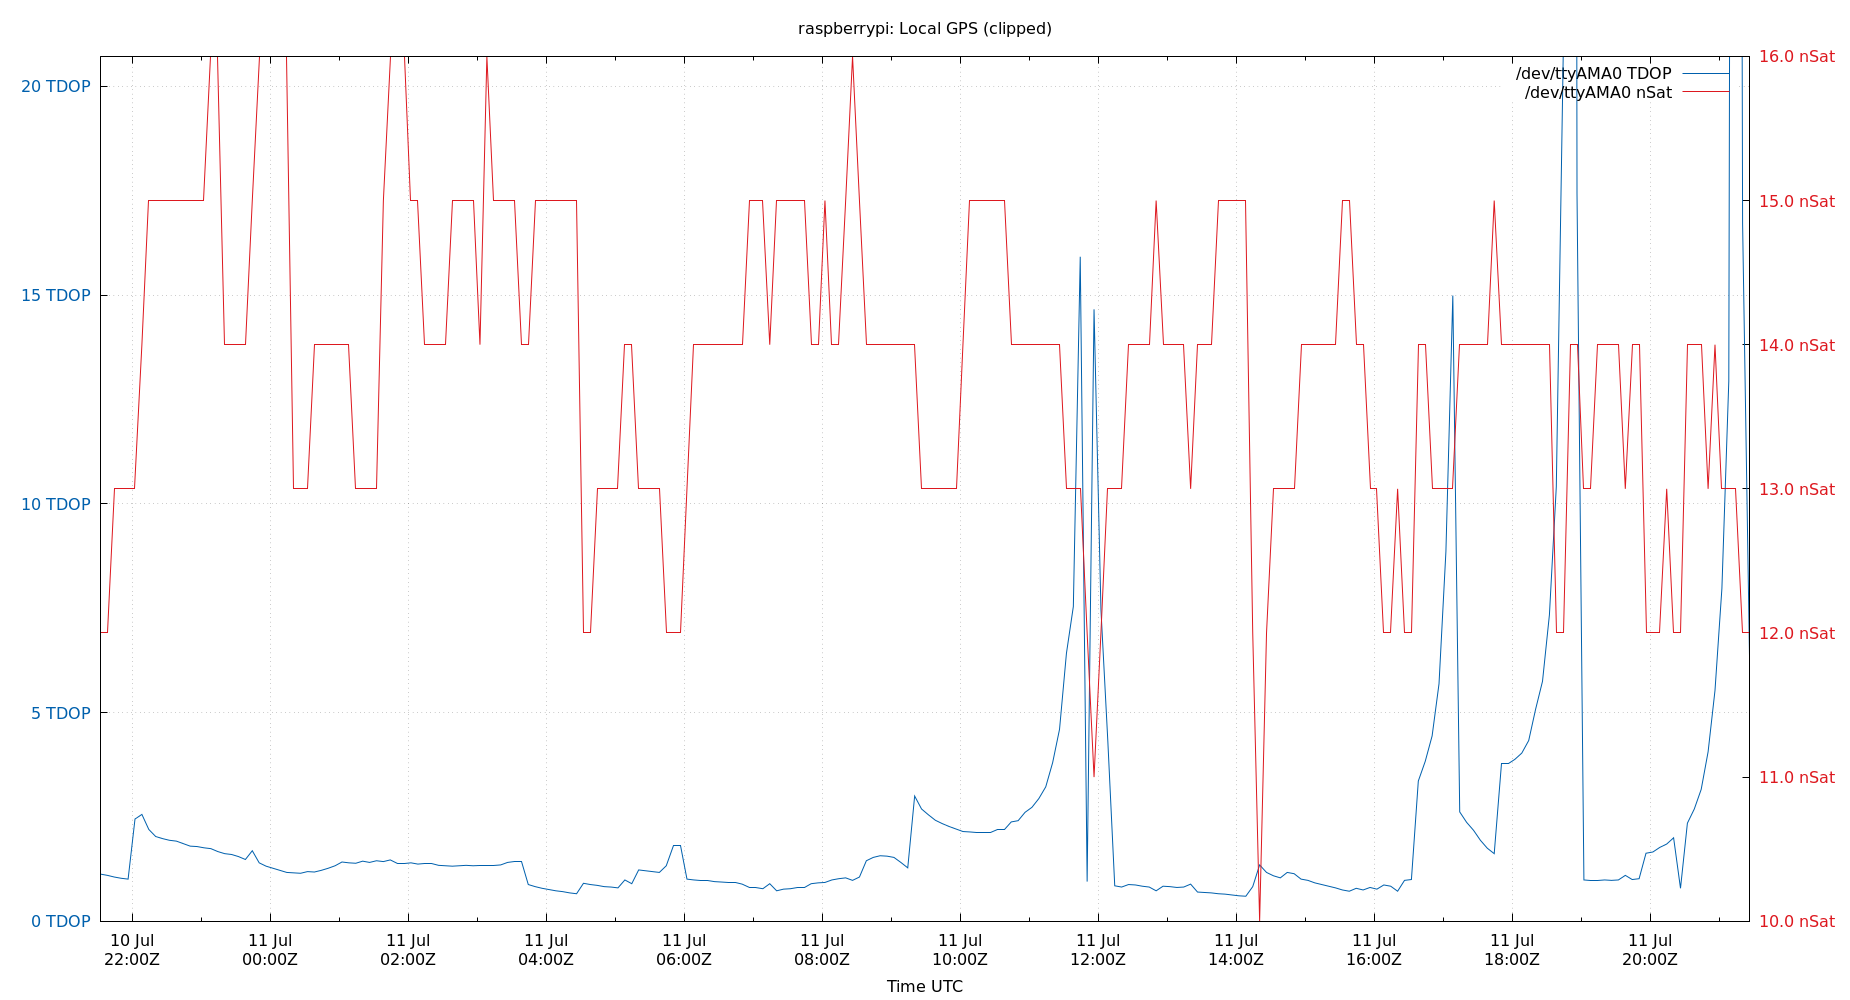 raspberrypi: Local GPS (clipped)
/dev/ttyAMA0 TDOP
/dev/ttyAMA0 nSat
20 TDOP
15 TDOP
10 TDOP
5 TDOP
0 TDOP
16.0 nSat
15.0 nSat
14.0 nSat
13.0 nSat
12.0 nSat
11.0 nSat
10.0 nSat
10 Jul
22:00Z
11 Jul
00:00Z
11 Jul
02:00Z
11 Jul
04:00Z
11 Jul
06:00Z
11 Jul
08:00Z
11 Jul
10:00Z
11 Jul
12:00Z
11 Jul
14:00Z
11 Jul
16:00Z
11 Jul
18:00Z
11 Jul
20:00Z
Time UTC